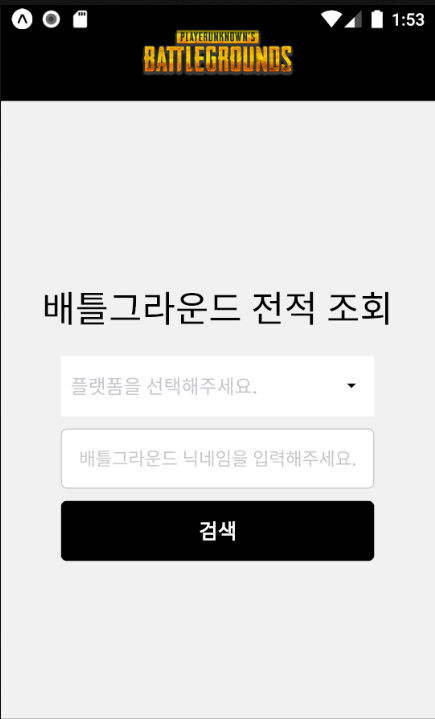 1:53
PLAYERUNKNOWN'S
BATTLEGROUNDS
배틀그라운드 전적 조회
플랫폼을 선택해주세요.
배틀그라운드 닉네임을 입력해주세요.
검색